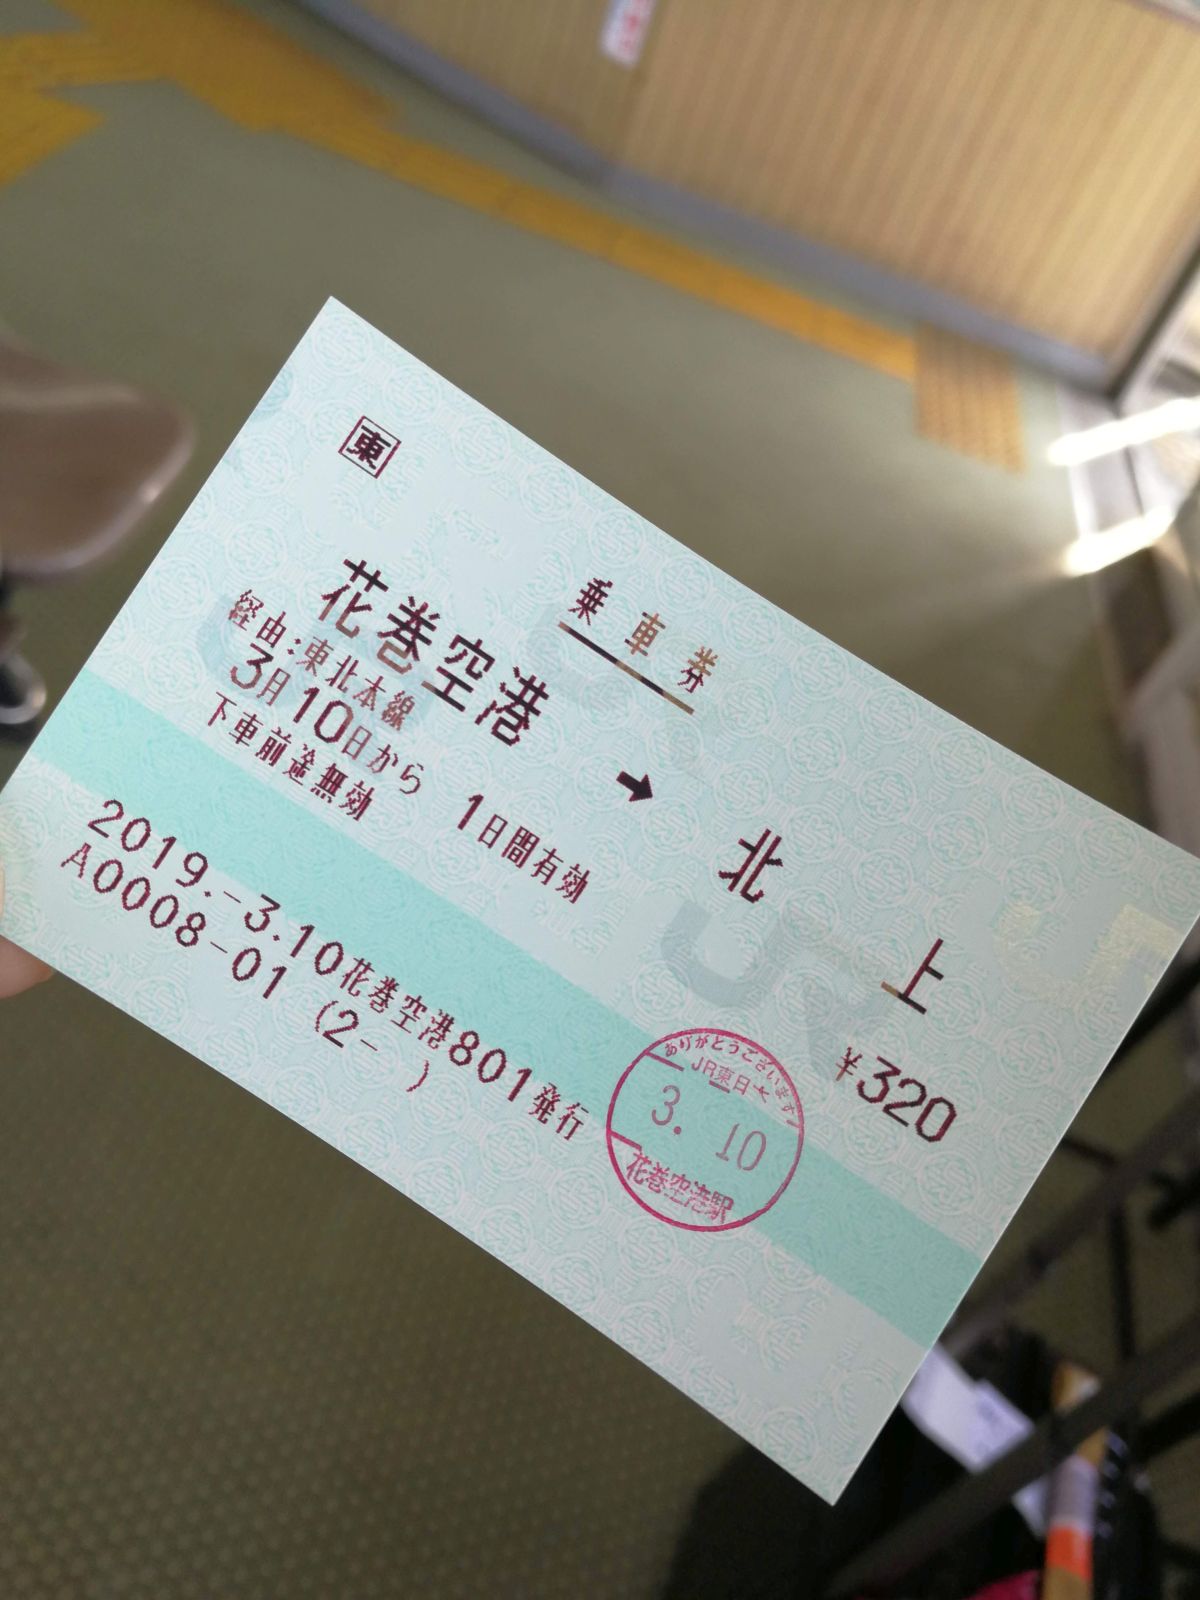 東
乗車券
花巻空港 → 北上
経由:東北本線
¥320
3月10日から 1日間有効
下車前途無効
2019.-3.10花巻空港801発行
A0008-01 (2- )
ありがとうございます
JR東日本
3. 10
花巻空港駅